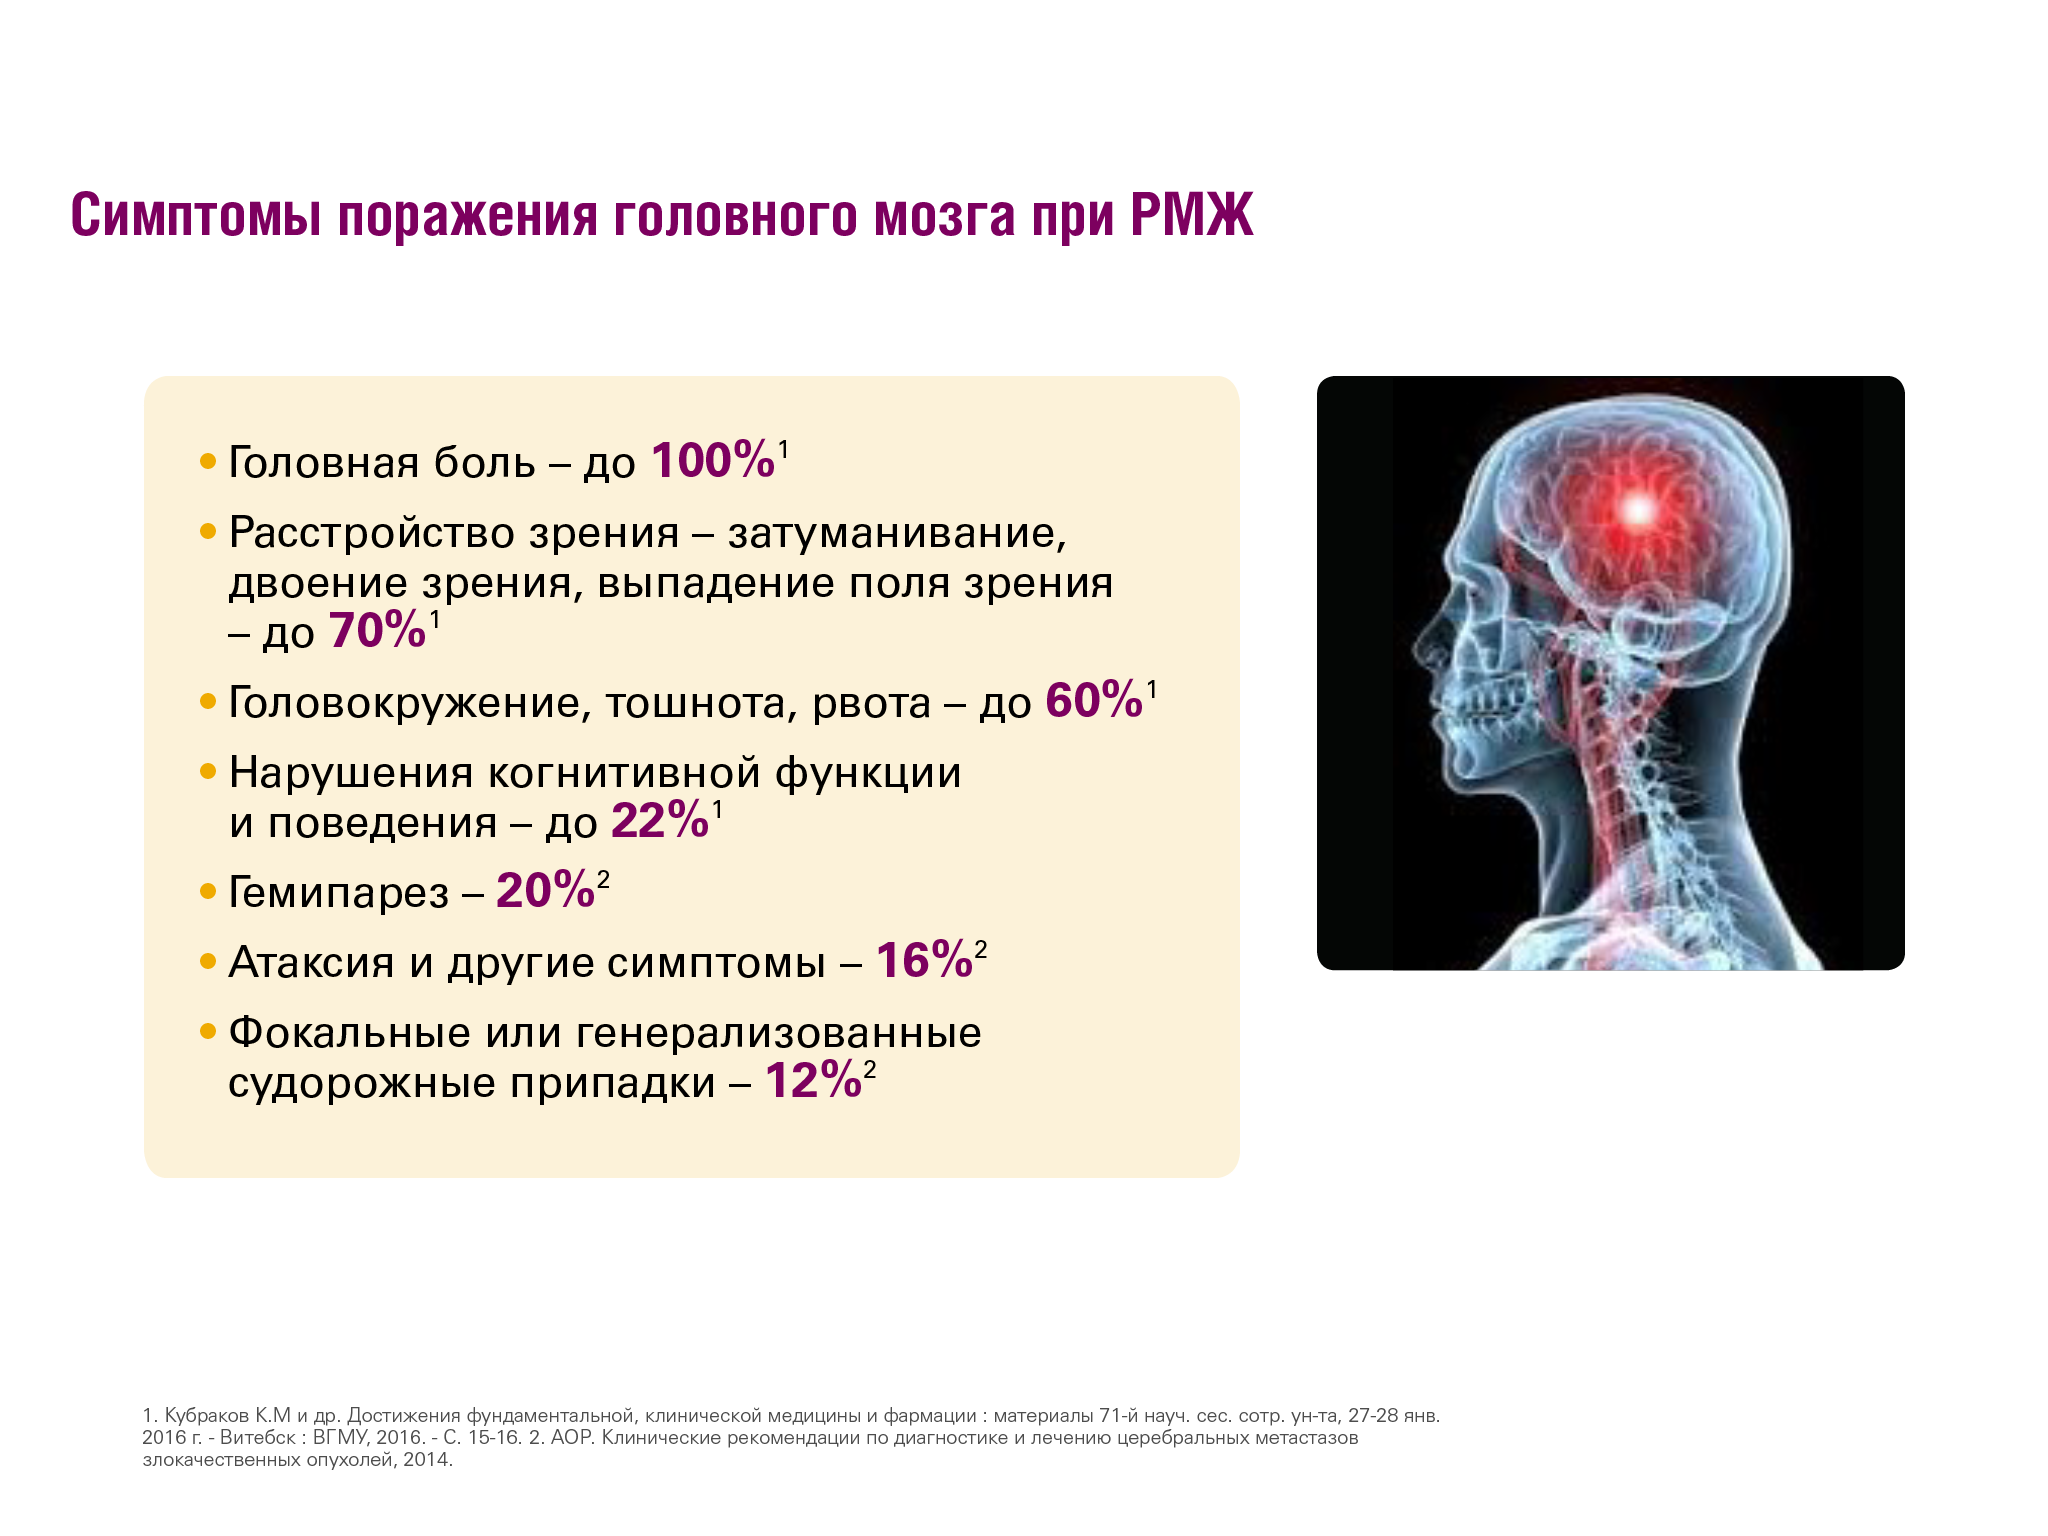 Симптомы поражения головного мозга при РМЖ
• Головная боль – до 100%¹
• Расстройство зрения – затуманивание,
двоение зрения, выпадение поля зрения
– до 70%¹
• Головокружение, тошнота, рвота – до 60%¹
• Нарушения когнитивной функции
и поведения – до 22%¹
• Гемипарез – 20%²
• Атаксия и другие симптомы – 16%²
• Фокальные или генерализованные
судорожные припадки – 12%²
1. Кубраков К.М и др. Достижения фундаментальной, клинической медицины и фармации : материалы 71-й науч. сес. сотр. ун-та, 27-28 янв.
2016 г. - Витебск : ВГМУ, 2016. - С. 15-16. 2. АОР. Клинические рекомендации по диагностике и лечению церебральных метастазов
злокачественных опухолей, 2014.